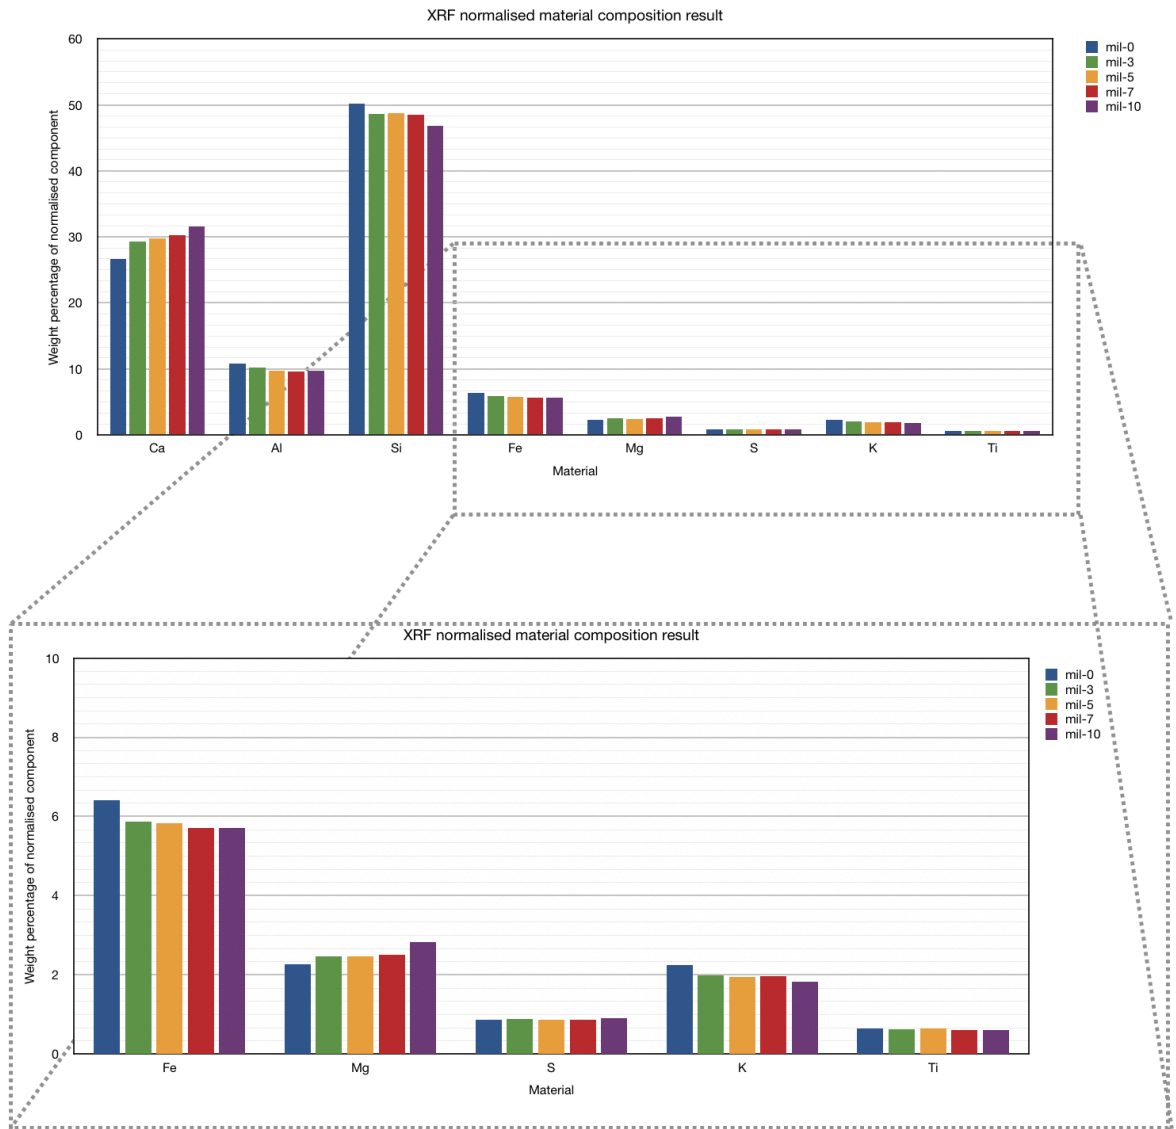 XRF normalised material composition result
60
50
40
30
20
10
0
Weight percentage of normalised component
Ca Al Si Fe Mg S K Ti
Material
mil-0
mil-3
mil-5
mil-7
mil-10
XRF normalised material composition result
10
8
6
4
2
0
Weight percentage of normalised component
Fe Mg S K Ti
Material
mil-0
mil-3
mil-5
mil-7
mil-10